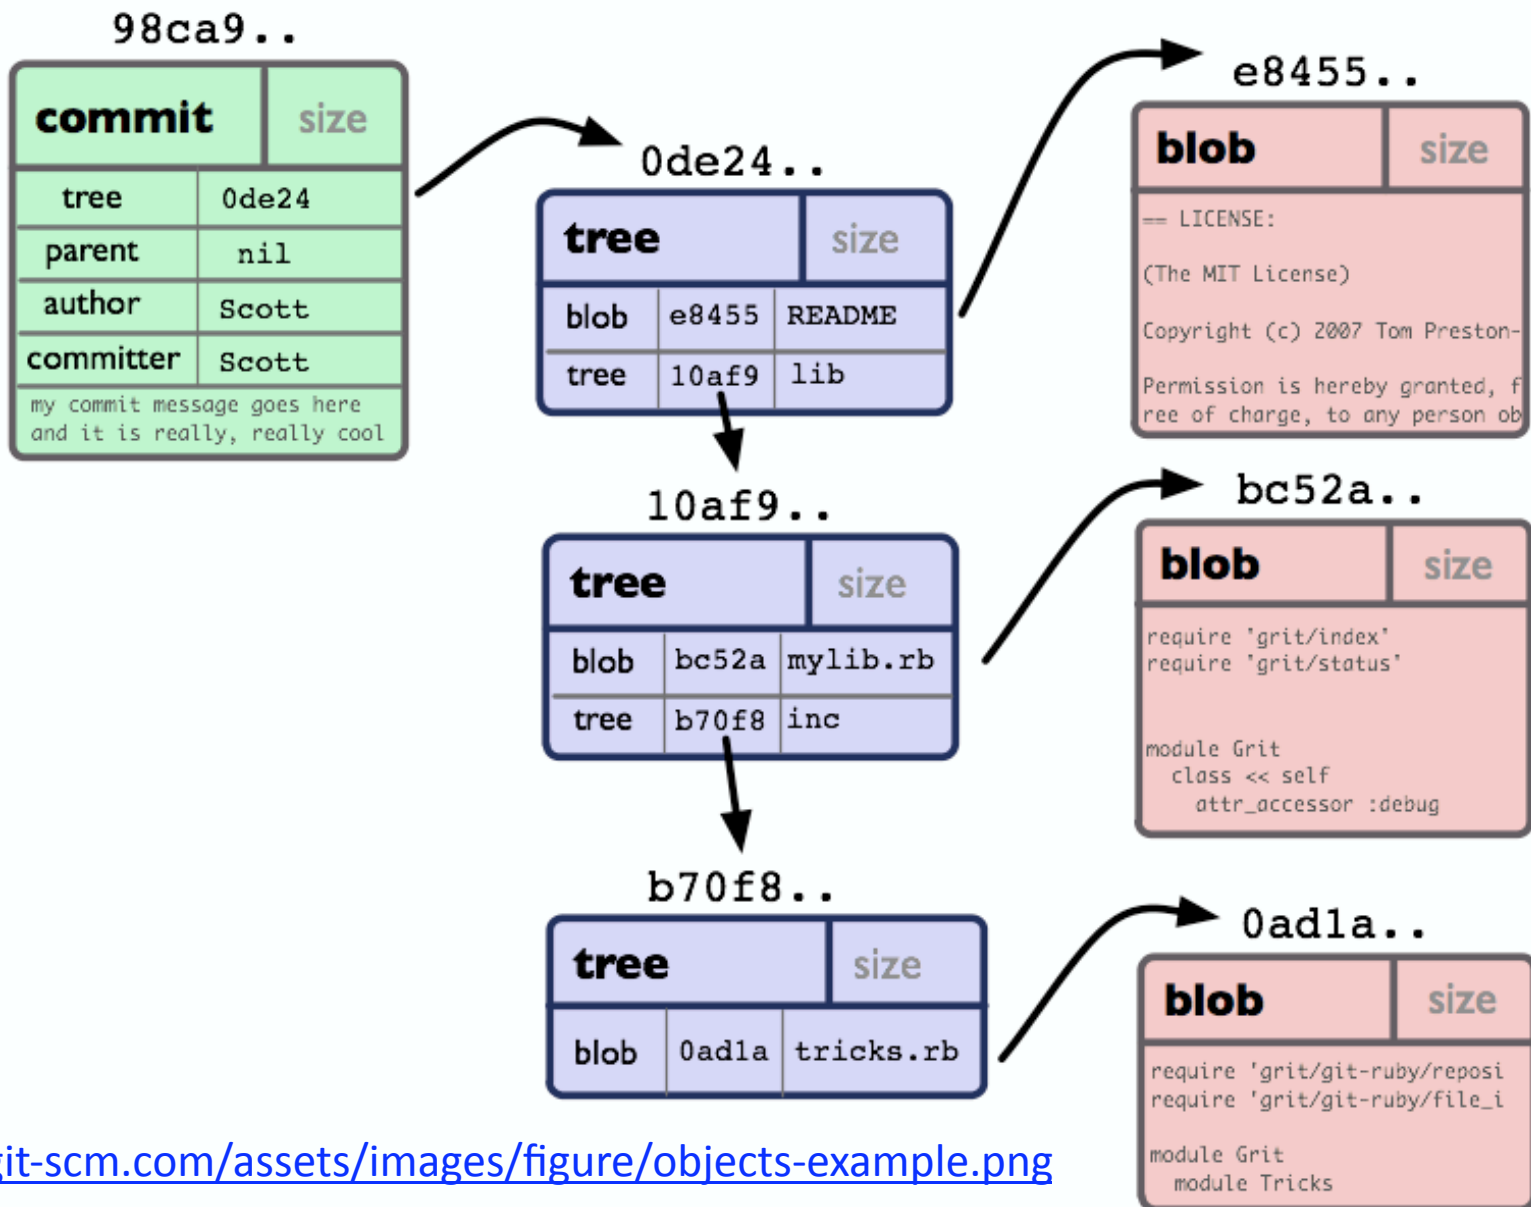 98ca9..
commit size
tree 0de24
parent nil
author Scott
committer Scott
my commit message goes here
and it is really, really cool
0de24..
tree size
blob e8455 README
tree 10af9 lib
10af9..
tree size
blob bc52a mylib.rb
tree b70f8 inc
b70f8..
tree size
blob 0ad1a tricks.rb
e8455..
blob size
== LICENSE:
(The MIT License)
Copyright (c) 2007 Tom Preston-
Permission is hereby granted, f
ree of charge, to any person ob
bc52a..
blob size
require 'grit/index'
require 'grit/status'
module Grit
class << self
attr_accessor :debug
0ad1a..
blob size
require 'grit/git-ruby/reposi
require 'grit/git-ruby/file_i
module Grit
module Tricks
git-scm.com/assets/images/figure/objects-example.png